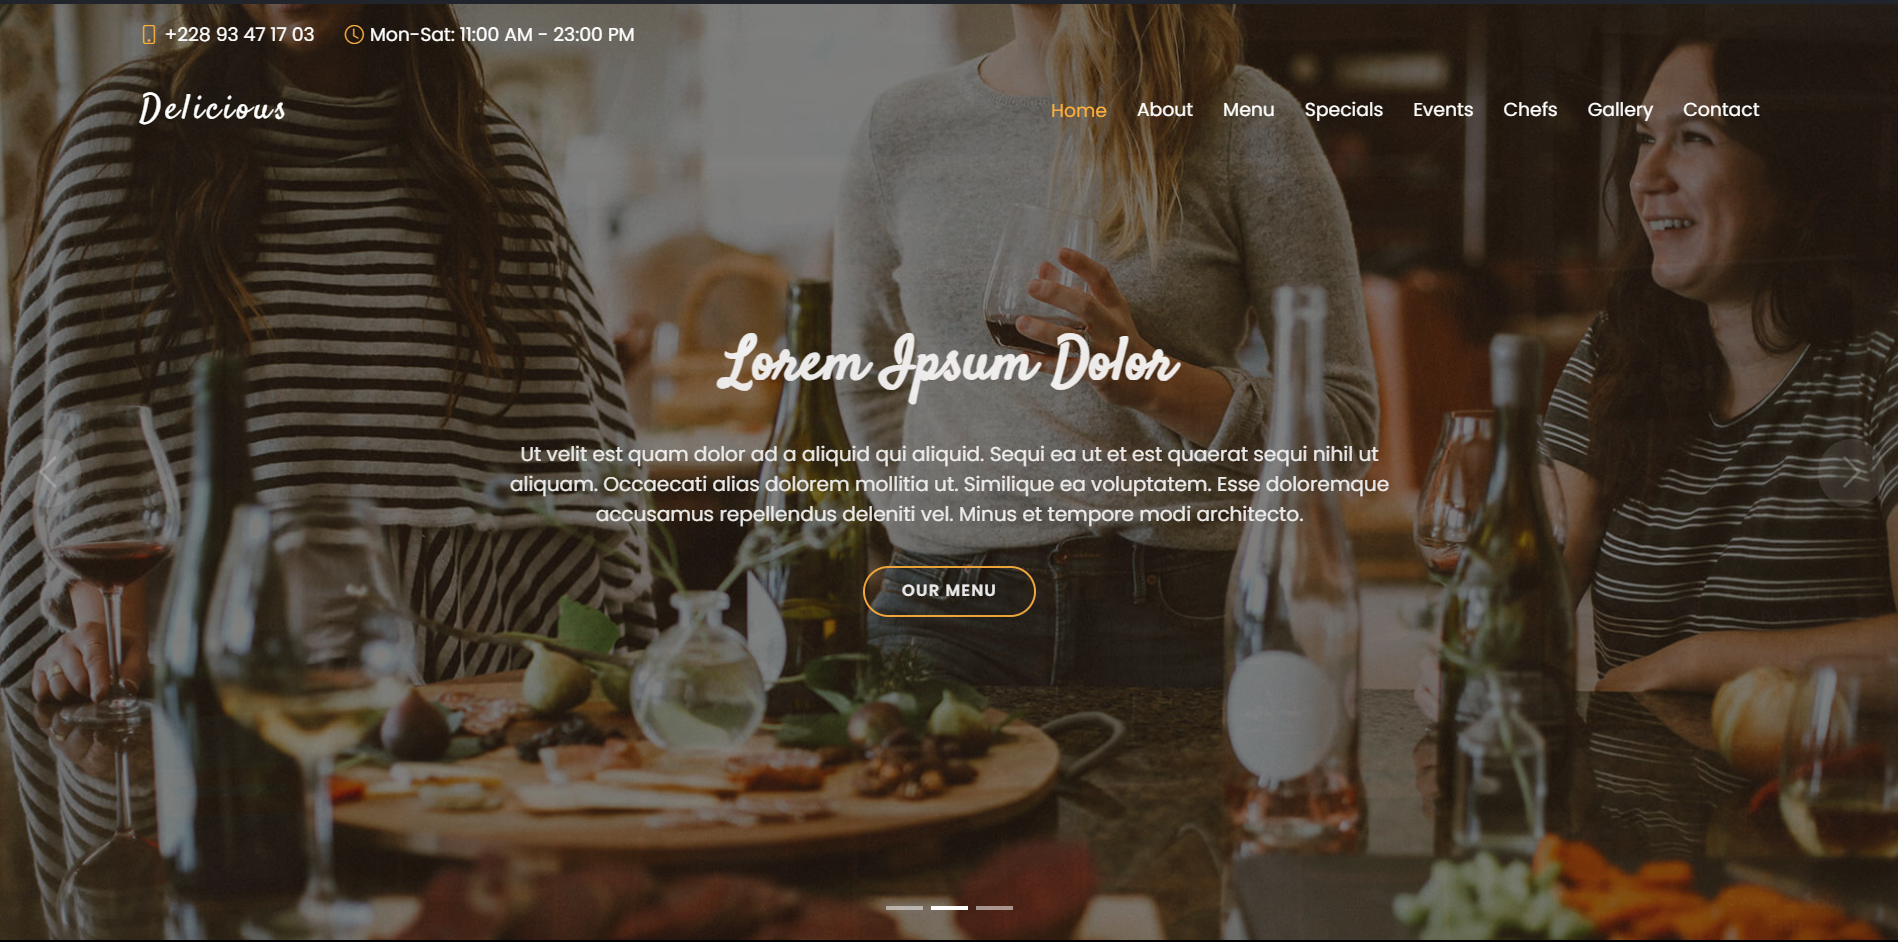 +228 93 47 17 03 Mon-Sat: 11:00 AM - 23:00 PM
Delicious Home About Menu Specials Events Chefs Gallery Contact
Lorem Ipsum Dolor
Ut velit est quam dolor ad a aliquid qui aliquid. Sequi ea ut et est quaerat sequi nihil ut
aliquam. Occaecati alias dolorem mollitia ut. Similique ea voluptatem. Esse doloremque
accusamus repellendus deleniti vel. Minus et tempore modi architecto.
OUR MENU